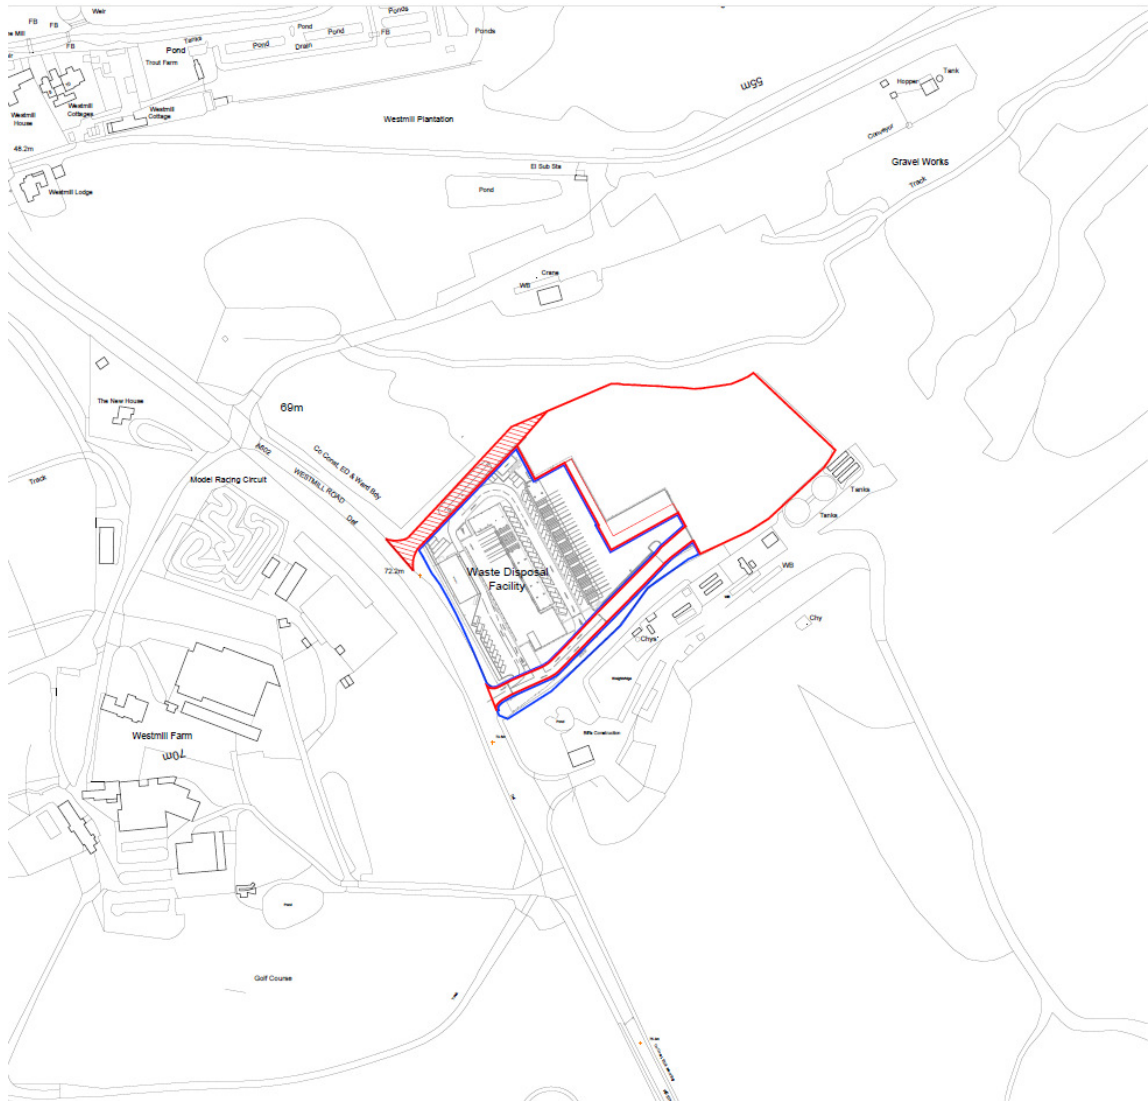 Weir
FB
FB
FB
Mill
Tanks
Pond
Pond
Pond
Pond
Drain
FB
Ponds
Trout Farm
Westmill
House
Westmill
Cottages
Westmill
Cottage
Westmill Plantation
55m
Hopper
Tank
Conveyor
Gravel Works
Track
48.2m
Westmill Lodge
El Sub Sta
Pond
Crane
WB
The New House
69m
A602
WESTMILL ROAD
Def
Co Const, ED & Ward Bdy
Track
Model Racing Circuit
72.2m
Waste Disposal
Facility
Tanks
Tanks
WB
Chy
Chys
Pond
Westmill Farm
70m
Pond
Golf Course